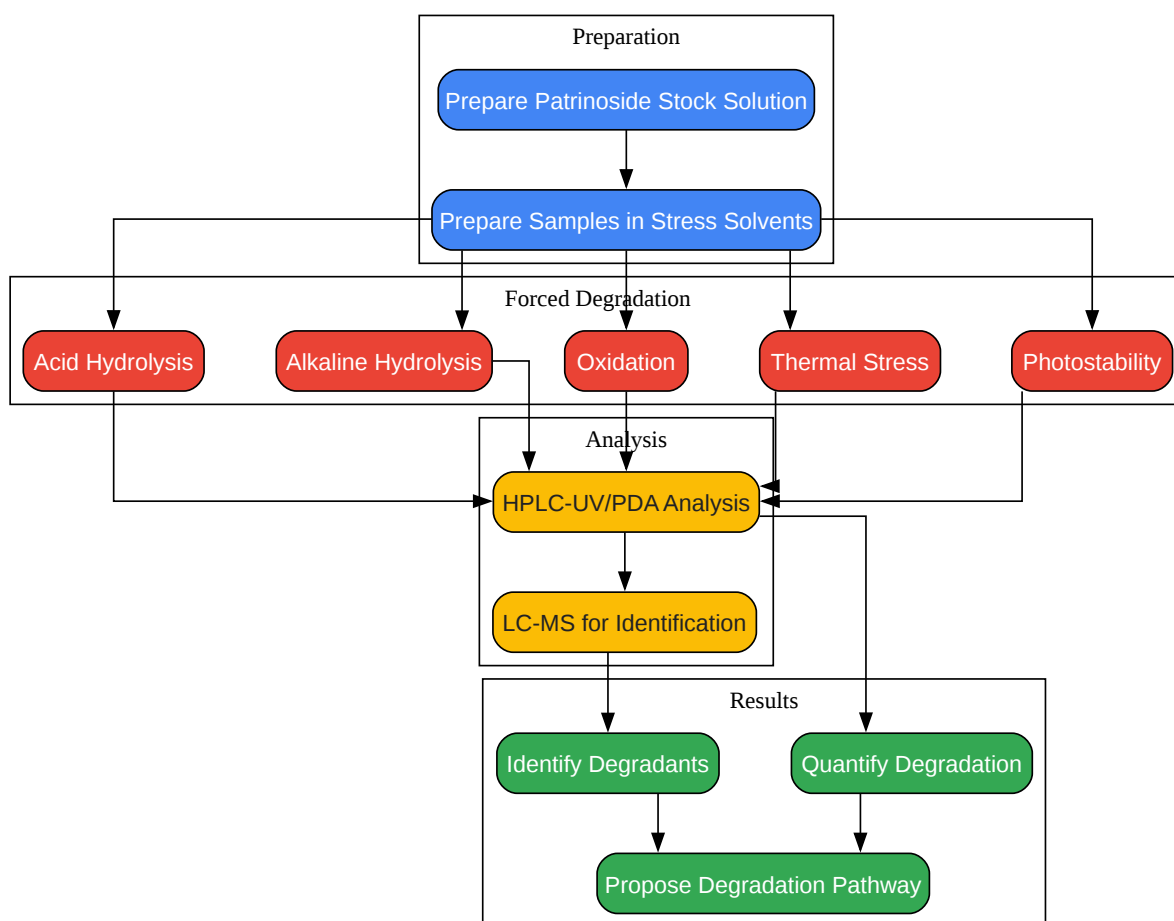 Preparation
Prepare Patrinoside Stock Solution
Prepare Samples in Stress Solvents
Forced Degradation
Acid Hydrolysis
Alkaline Hydrolysis
Oxidation
Thermal Stress
Photostability
Analysis
HPLC-UV/PDA Analysis
LC-MS for Identification
Results
Identify Degradants
Quantify Degradation
Propose Degradation Pathway